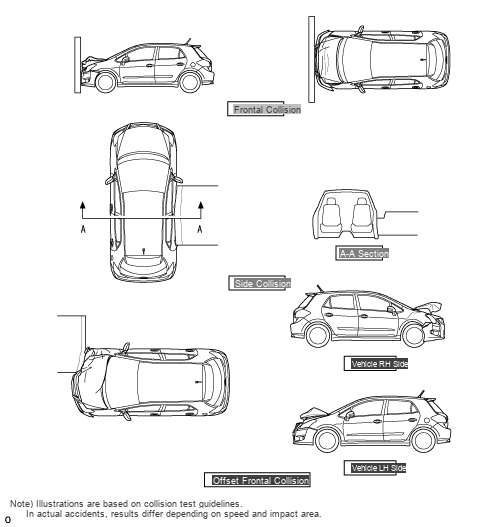 Frontal Collision
A
A
A-A Section
Side Collision
Vehicle RH Side
Vehicle LH Side
Offset Frontal Collision
Note) Illustrations are based on collision test guidelines.
In actual accidents, results differ depending on speed and impact area.
O